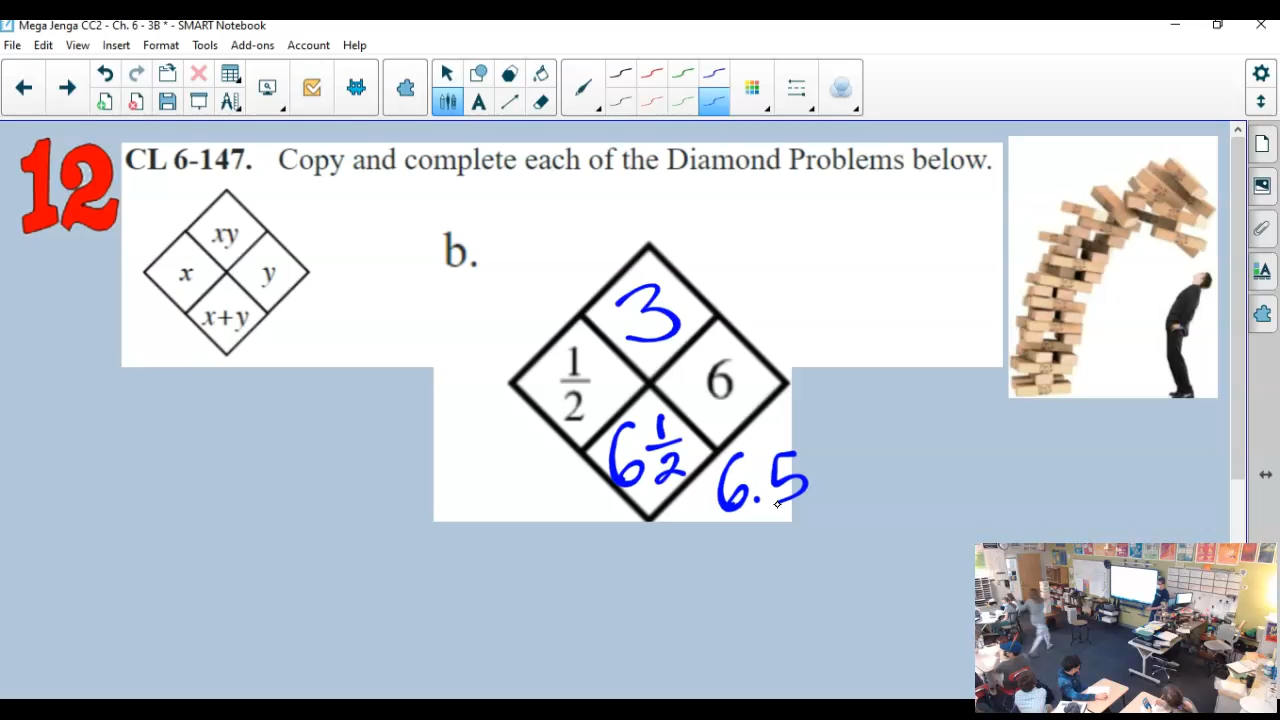 Mega Jenga CC2 - Ch. 6 - 3B * - SMART Notebook
File Edit View Insert Format Tools Add-ons Account Help
12
CL 6-147. Copy and complete each of the Diamond Problems below.
xy
x y
x+y
b.
3
1/2 6
6 1/2
6.5